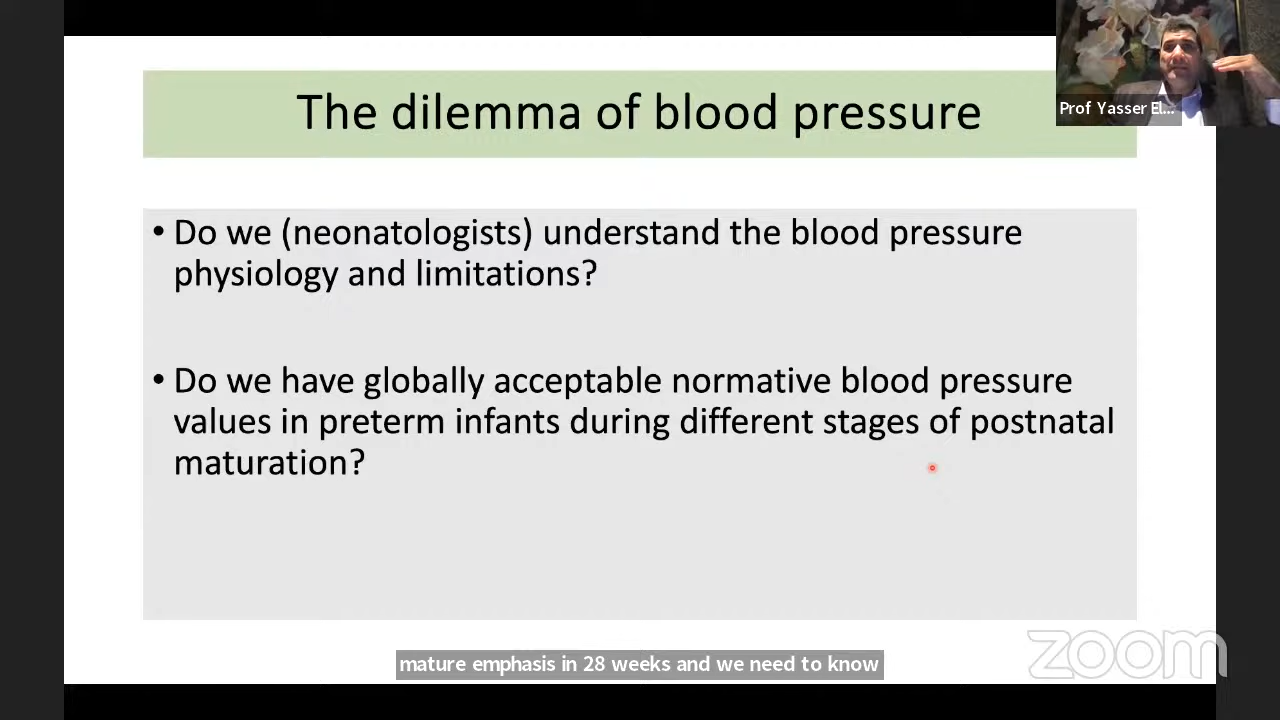 The dilemma of blood pressure
Prof Yasser El...
• Do we (neonatologists) understand the blood pressure
physiology and limitations?
• Do we have globally acceptable normative blood pressure
values in preterm infants during different stages of postnatal
maturation?
mature emphasis in 28 weeks and we need to know
zoom